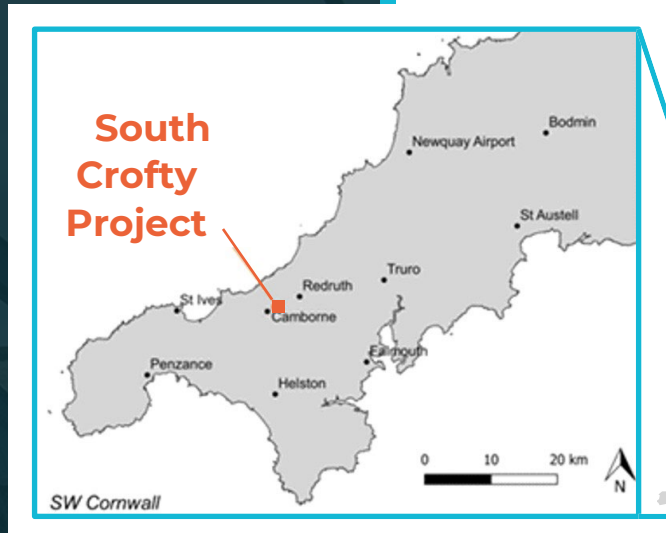 South
Crofty
Project
Bodmin
Newquay Airport
St Austell
Truro
Redruth
St Ives
Camborne
Falmouth
Penzance
Helston
0 10 20 km
N
SW Cornwall